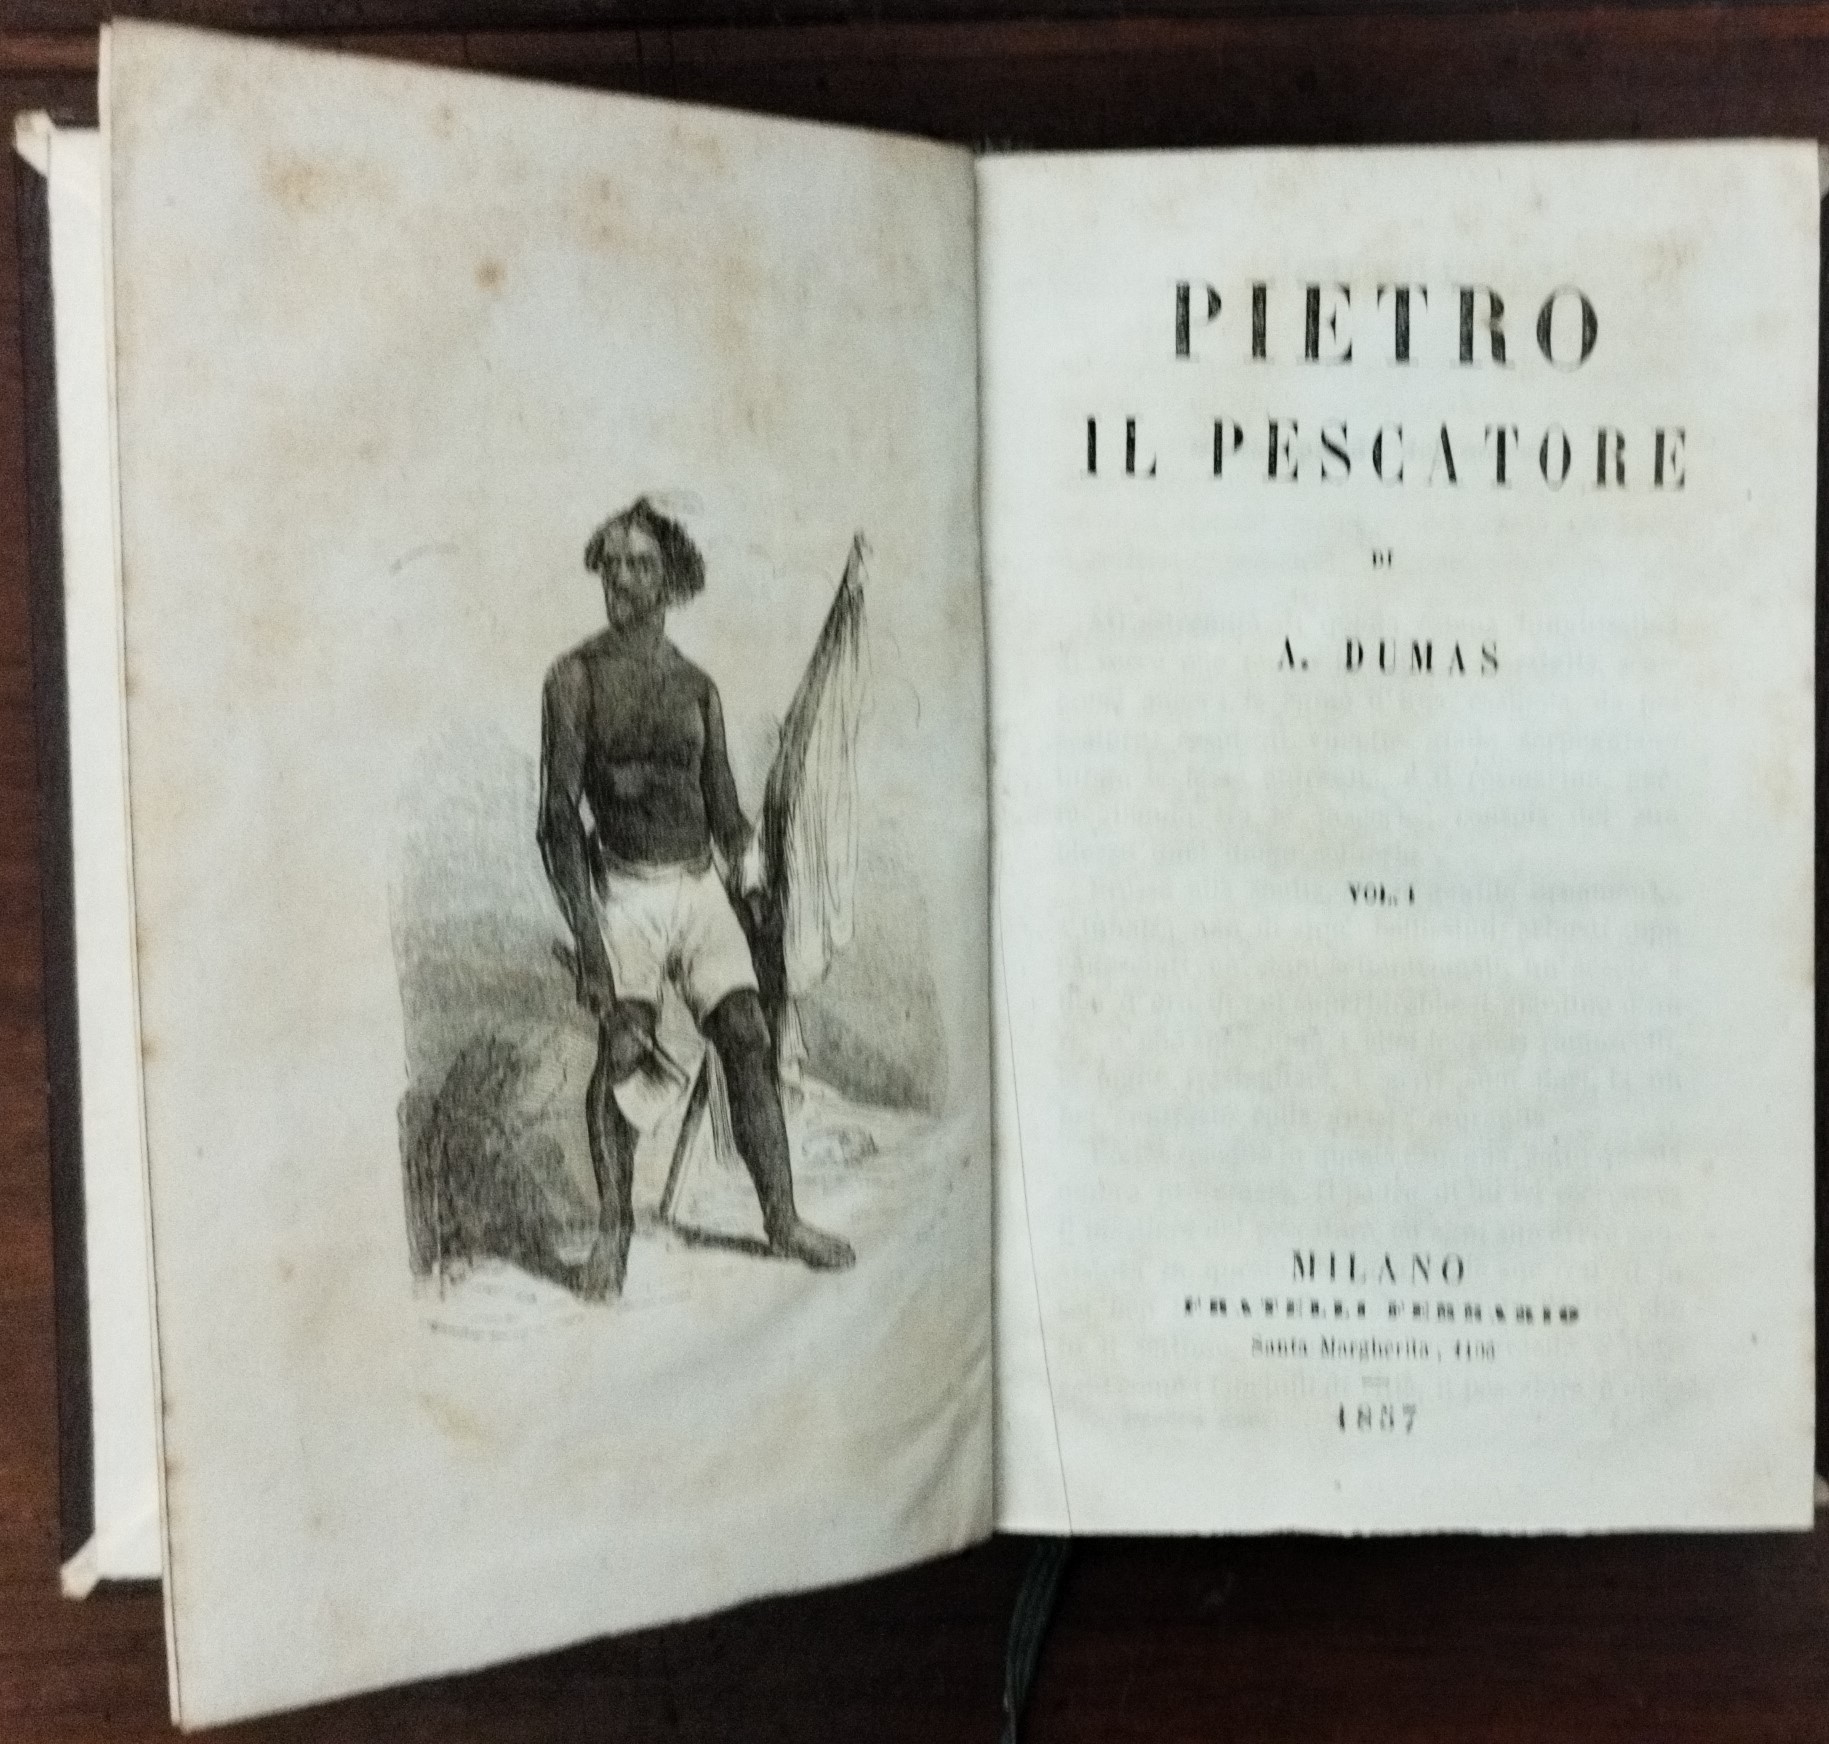 PIETRO
IL PESCATORE
DI
A. DUMAS
VOL. I
MILANO
FRATELLI FERRARIO
Santa Margherita,
1857